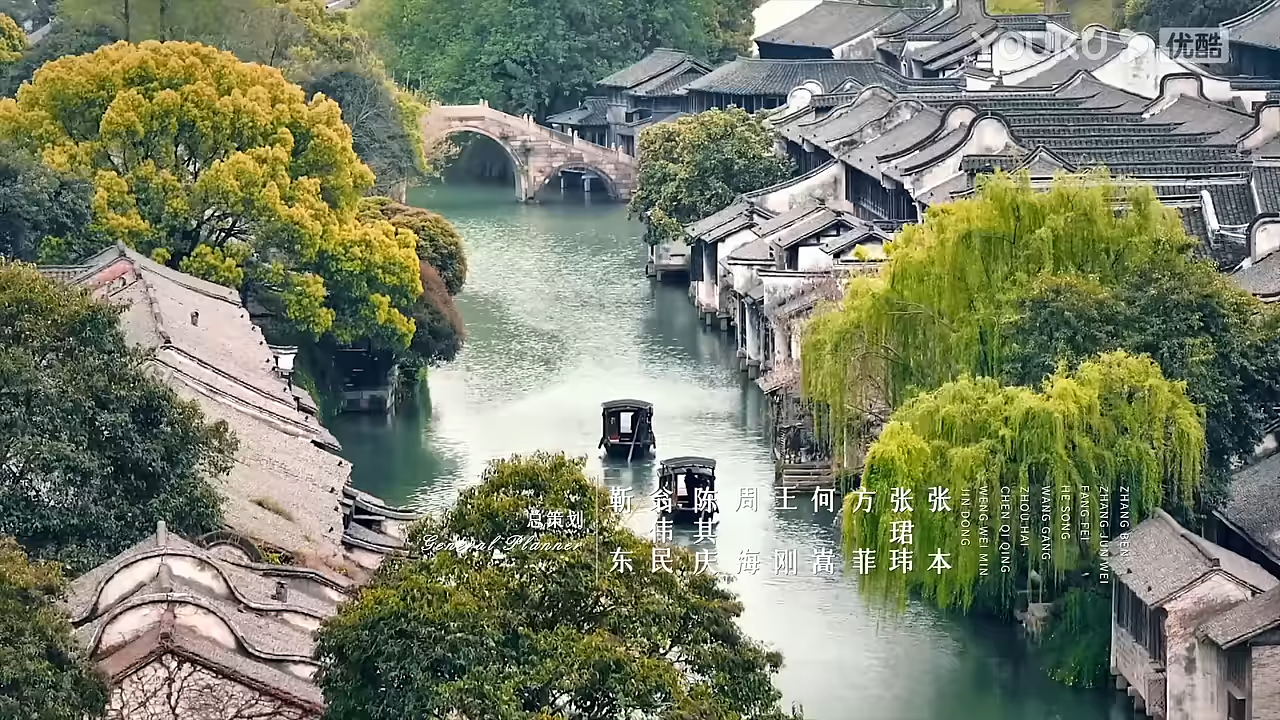 YOUKU 优酷
总策划
General Planner
靳东
翁伟民
陈其庆
周海
王刚
何嵩
方菲
张珺玮
张本
JIN DONG
WENG WEI MIN
CHEN QI QING
ZHOU HAI
WANG GANG
HE SONG
FANG FEI
ZHANG JUN WEI
ZHANG BEN